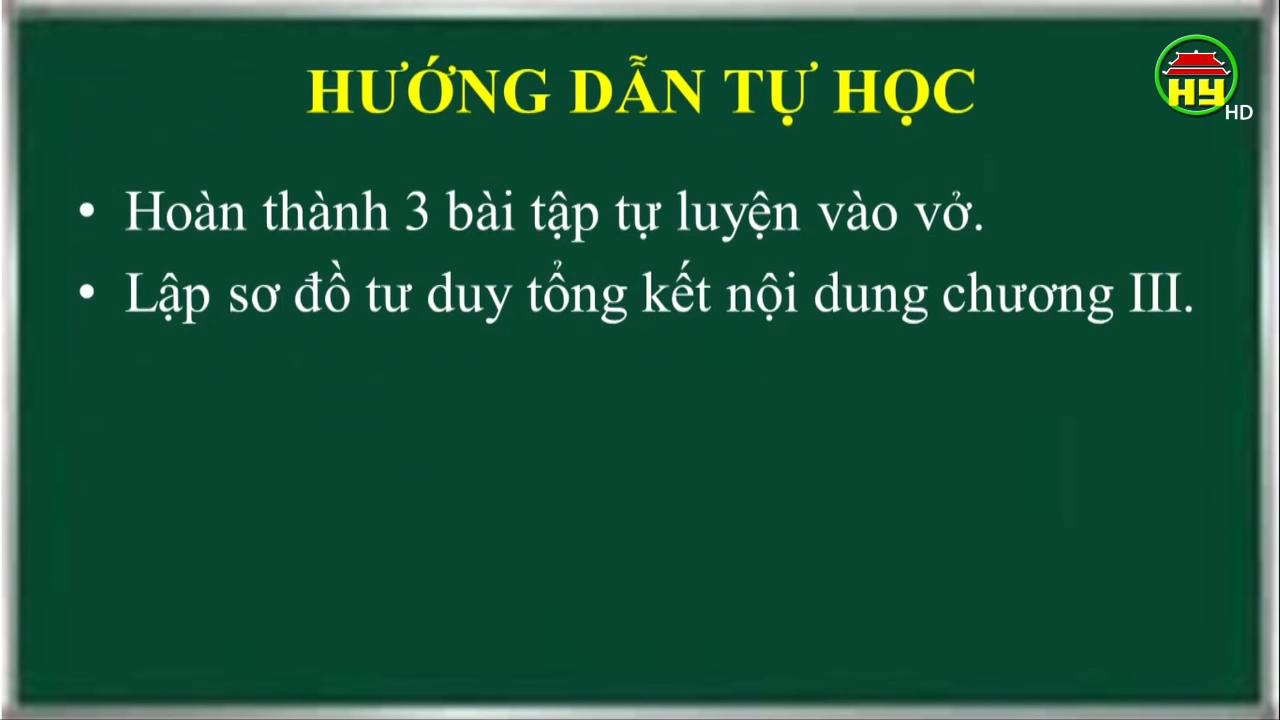 HƯỚNG DẪN TỰ HỌC
HY
HD
• Hoàn thành 3 bài tập tự luyện vào vở.
• Lập sơ đồ tư duy tổng kết nội dung chương III.